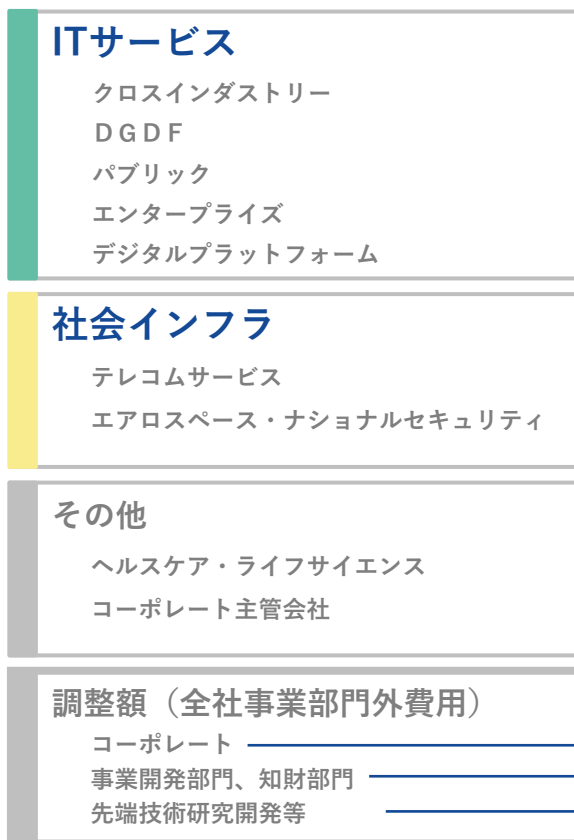 ITサービス
クロスインダストリー
ＤＧＤＦ
パブリック
エンタープライズ
デジタルプラットフォーム
社会インフラ
テレコムサービス
エアロスペース・ナショナルセキュリティ
その他
ヘルスケア・ライフサイエンス
コーポレート主管会社
調整額（全社事業部門外費用）
コーポレート
事業開発部門、知財部門
先端技術研究開発等